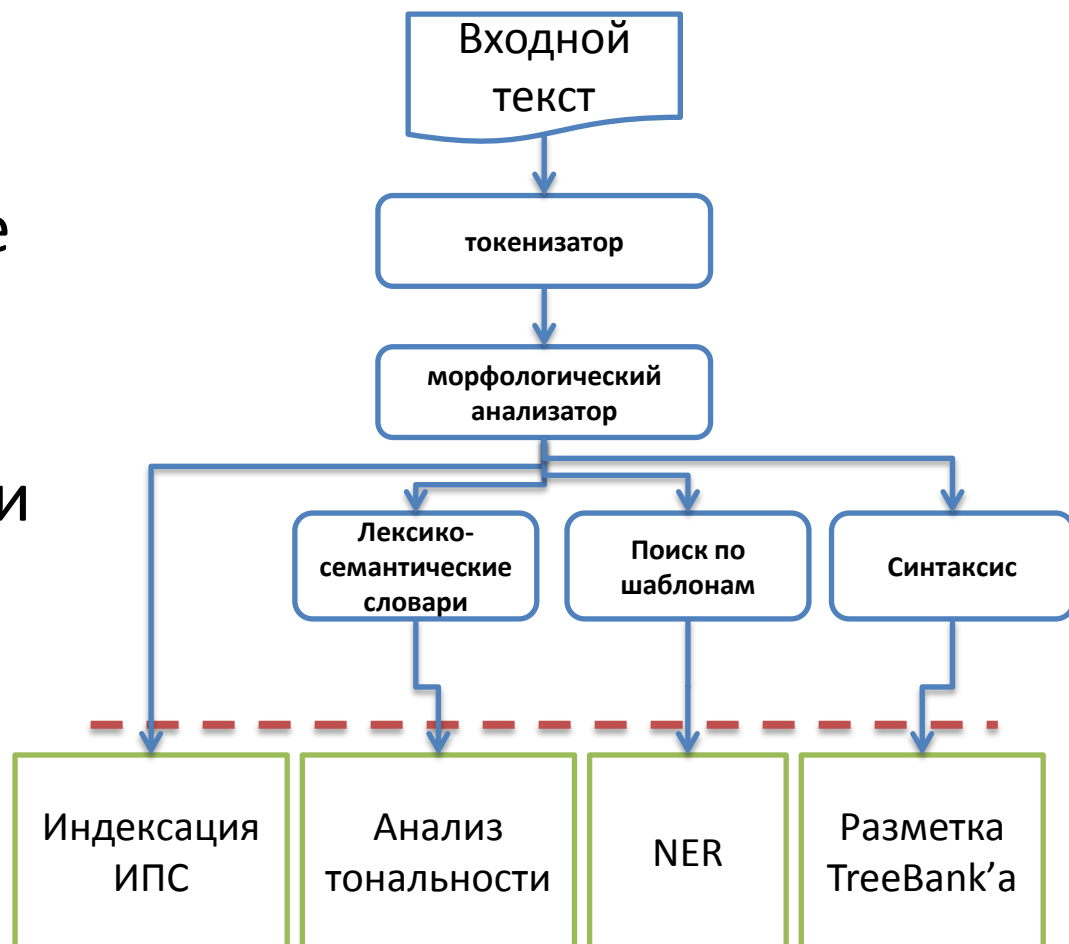 Входной
текст
е
токенизатор
морфологический
анализатор
и
Лексико-
семантические
словари
Поиск по
шаблонам
Синтаксис
Индексация
ИПС
Анализ
тональности
NER
Разметка
TreeBank’а